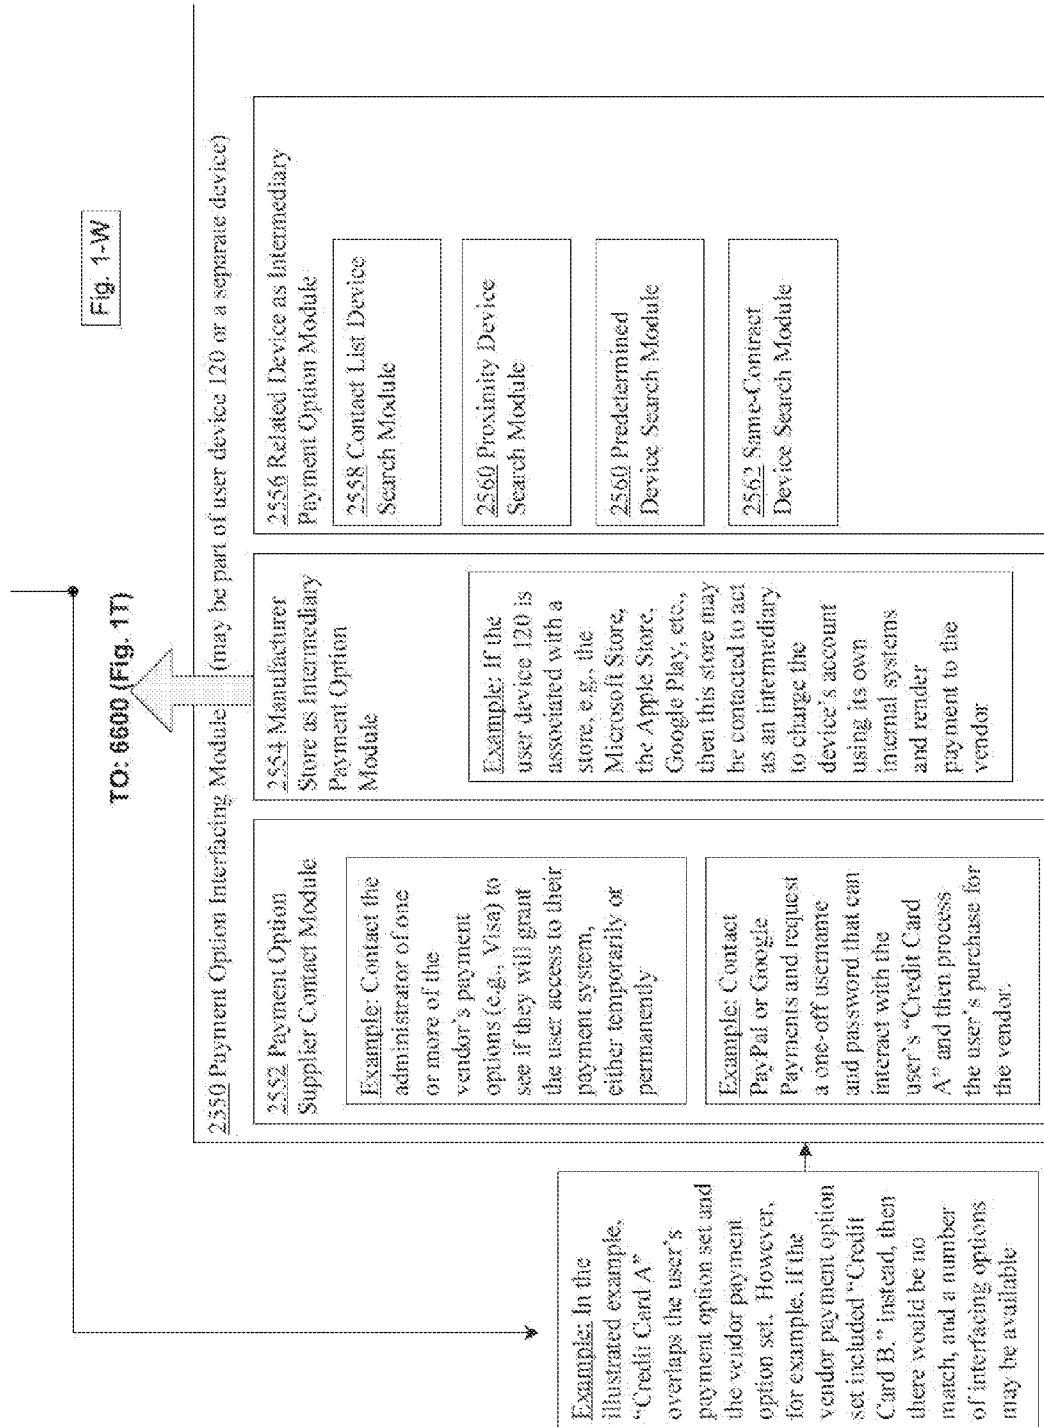 Fig. 1-W
TO: 6600 (Fig. 1T)
2550 Payment Option Interfacing Module (may be part of user device 120 or a separate device)
Example: In the
illustrated example,
"Credit Card A"
overlaps the user's
payment option set and
the vendor payment
option set. However,
for example, if the
vendor payment option
set included "Credit
Card B," instead, then
there would be no
match, and a number
of interfacing options
may be available
2552 Payment Option
Supplier Contact Module
Example: Contact the
administrator of one
or more of the
vendor's payment
options (e.g., Visa) to
see if they will grant
the user access to their
payment system,
either temporarily or
permanently
Example: Contact
PayPal or Google
Payments and request
a one-off username
and password that can
interact with the
user's "Credit Card
A" and then process
the user's purchase for
the vendor.
2554 Manufacturer
Store as Intermediary
Payment Option
Module
Example: If the
user device 120 is
associated with a
store, e.g., the
Microsoft Store,
the Apple Store,
Google Play, etc.,
then this store may
be contacted to act
as an intermediary
to charge the
device's account
using its own
internal systems
and render
payment to the
vendor
2556 Related Device as Intermediary
Payment Option Module
2558 Contact List Device
Search Module
2560 Proximity Device
Search Module
2560 Predetermined
Device Search Module
2562 Same-Contract
Device Search Module